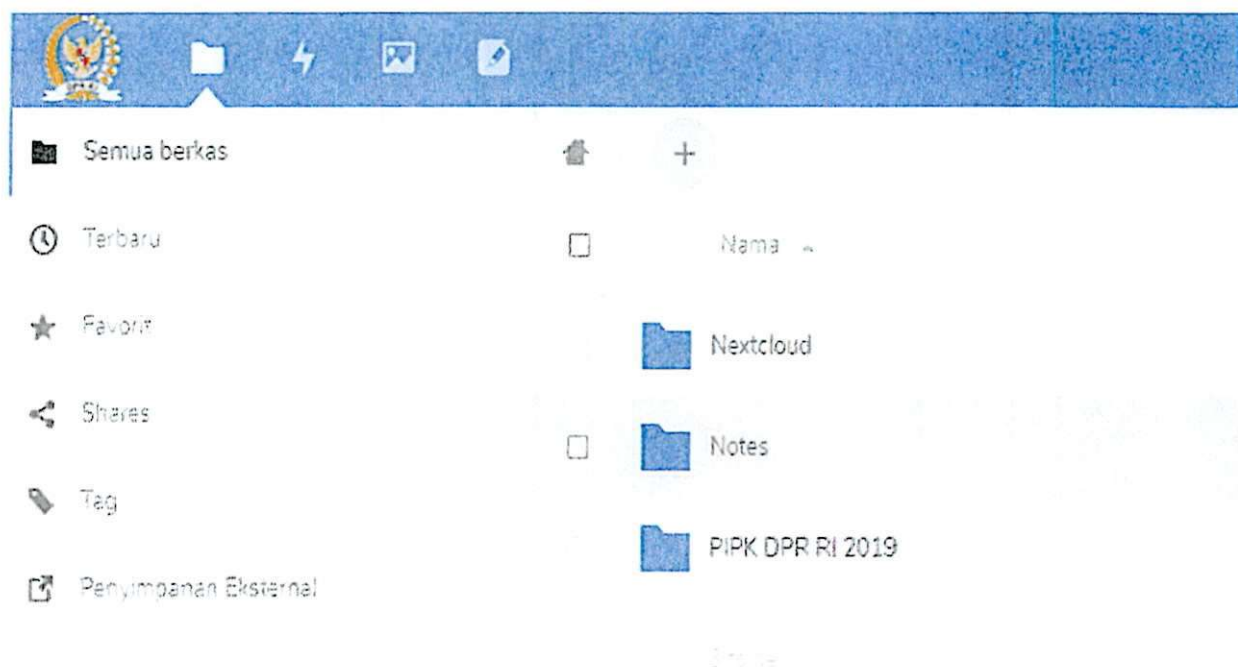 Semua berkas
Terbaru
Favorit
Shares
Tag
Penyimpanan Eksternal
Nama
Nextcloud
Notes
PIPK DPR RI 2019